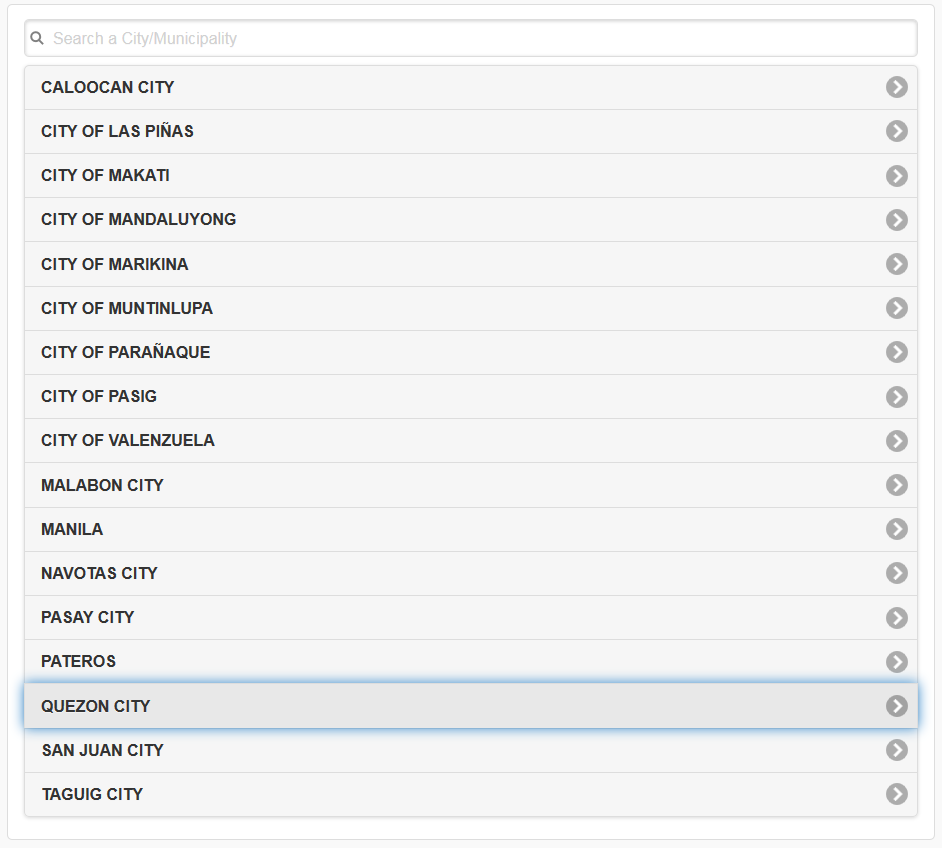 Search a City/Municipality
CALOOCAN CITY
CITY OF LAS PIÑAS
CITY OF MAKATI
CITY OF MANDALUYONG
CITY OF MARIKINA
CITY OF MUNTINLUPA
CITY OF PARAÑAQUE
CITY OF PASIG
CITY OF VALENZUELA
MALABON CITY
MANILA
NAVOTAS CITY
PASAY CITY
PATEROS
QUEZON CITY
SAN JUAN CITY
TAGUIG CITY